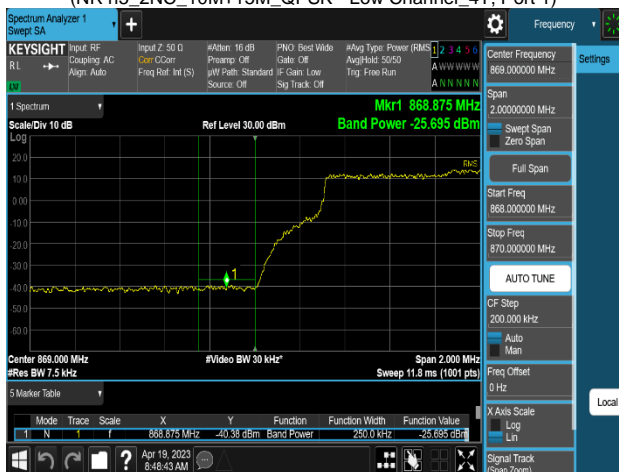 (NR n5_2NC_10M+15M_QPSK - Low Channel_4T, Port 1)
Spectrum Analyzer 1
Swept SA
Frequency
KEYSIGHT
RL
Input: RF
Coupling: AC
Align: Auto
Input Z: 50 Ω
Corr CCorr
Freq Ref: Int (S)
#Atten: 16 dB
Preamp: Off
µW Path: Standard
Source: Off
PNO: Best Wide
Gate: Off
IF Gain: Low
Sig Track: Off
#Avg Type: Power (RMS
Avg|Hold: 50/50
Trig: Free Run
1 2 3 4 5 6
A W W W W W
A N N N N N
LXI
1 Spectrum
Scale/Div 10 dB
Log
Ref Level 30.00 dBm
Mkr1 868.875 MHz
Band Power -25.695 dBm
RMS
20.0
10.0
0.00
-10.0
-20.0
-30.0
-40.0
-50.0
-60.0
1
Center 869.000 MHz
#Res BW 7.5 kHz
#Video BW 30 kHz*
Span 2.000 MHz
Sweep 11.8 ms (1001 pts)
5 Marker Table
Mode Trace Scale X Y Function Function Width Function Value
1 N 1 f 868.875 MHz -40.38 dBm Band Power 250.0 kHz -25.695 dBm
Apr 19, 2023
8:48:43 AM
Center Frequency
869.000000 MHz
Settings
Span
2.00000000 MHz
Swept Span
Zero Span
Full Span
Start Freq
868.000000 MHz
Stop Freq
870.000000 MHz
AUTO TUNE
CF Step
200.000 kHz
Auto
Man
Freq Offset
0 Hz
X Axis Scale
Log
Lin
Local
Signal Track
(Span Zoom)